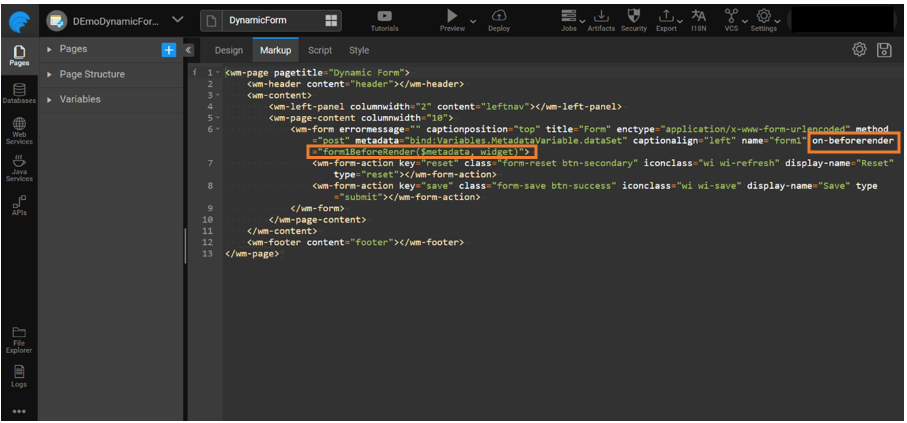 DEmoDynamicFor...
DynamicForm
Tutorials
Preview
Deploy
Jobs
Artifacts
Security
Export
I18N
VCS
Settings
Pages
Databases
Web
Services
Java
Services
APIs
File
Explorer
Logs
Pages
Page Structure
Variables
Design
Markup
Script
Style
i 1 <wm-page pagetitle="Dynamic Form">
2 <wm-header content="header"></wm-header>
3 <wm-content>
4 <wm-left-panel columnwidth="2" content="leftnav"></wm-left-panel>
5 <wm-page-content columnwidth="10">
6 <wm-form errormessage="" captionposition="top" title="Form" enctype="application/x-www-form-urlencoded" method
="post" metadata="bind:Variables.MetadataVariable.dataSet" captionalign="left" name="form1" on-beforerender
="form1BeforeRender($metadata, widget)">
7 <wm-form-action key="reset" class="form-reset btn-secondary" iconclass="wi wi-refresh" display-name="Reset"
type="reset"></wm-form-action>
8 <wm-form-action key="save" class="form-save btn-success" iconclass="wi wi-save" display-name="Save" type
="submit"></wm-form-action>
9 </wm-form>
10 </wm-page-content>
11 </wm-content>
12 <wm-footer content="footer"></wm-footer>
13 </wm-page>